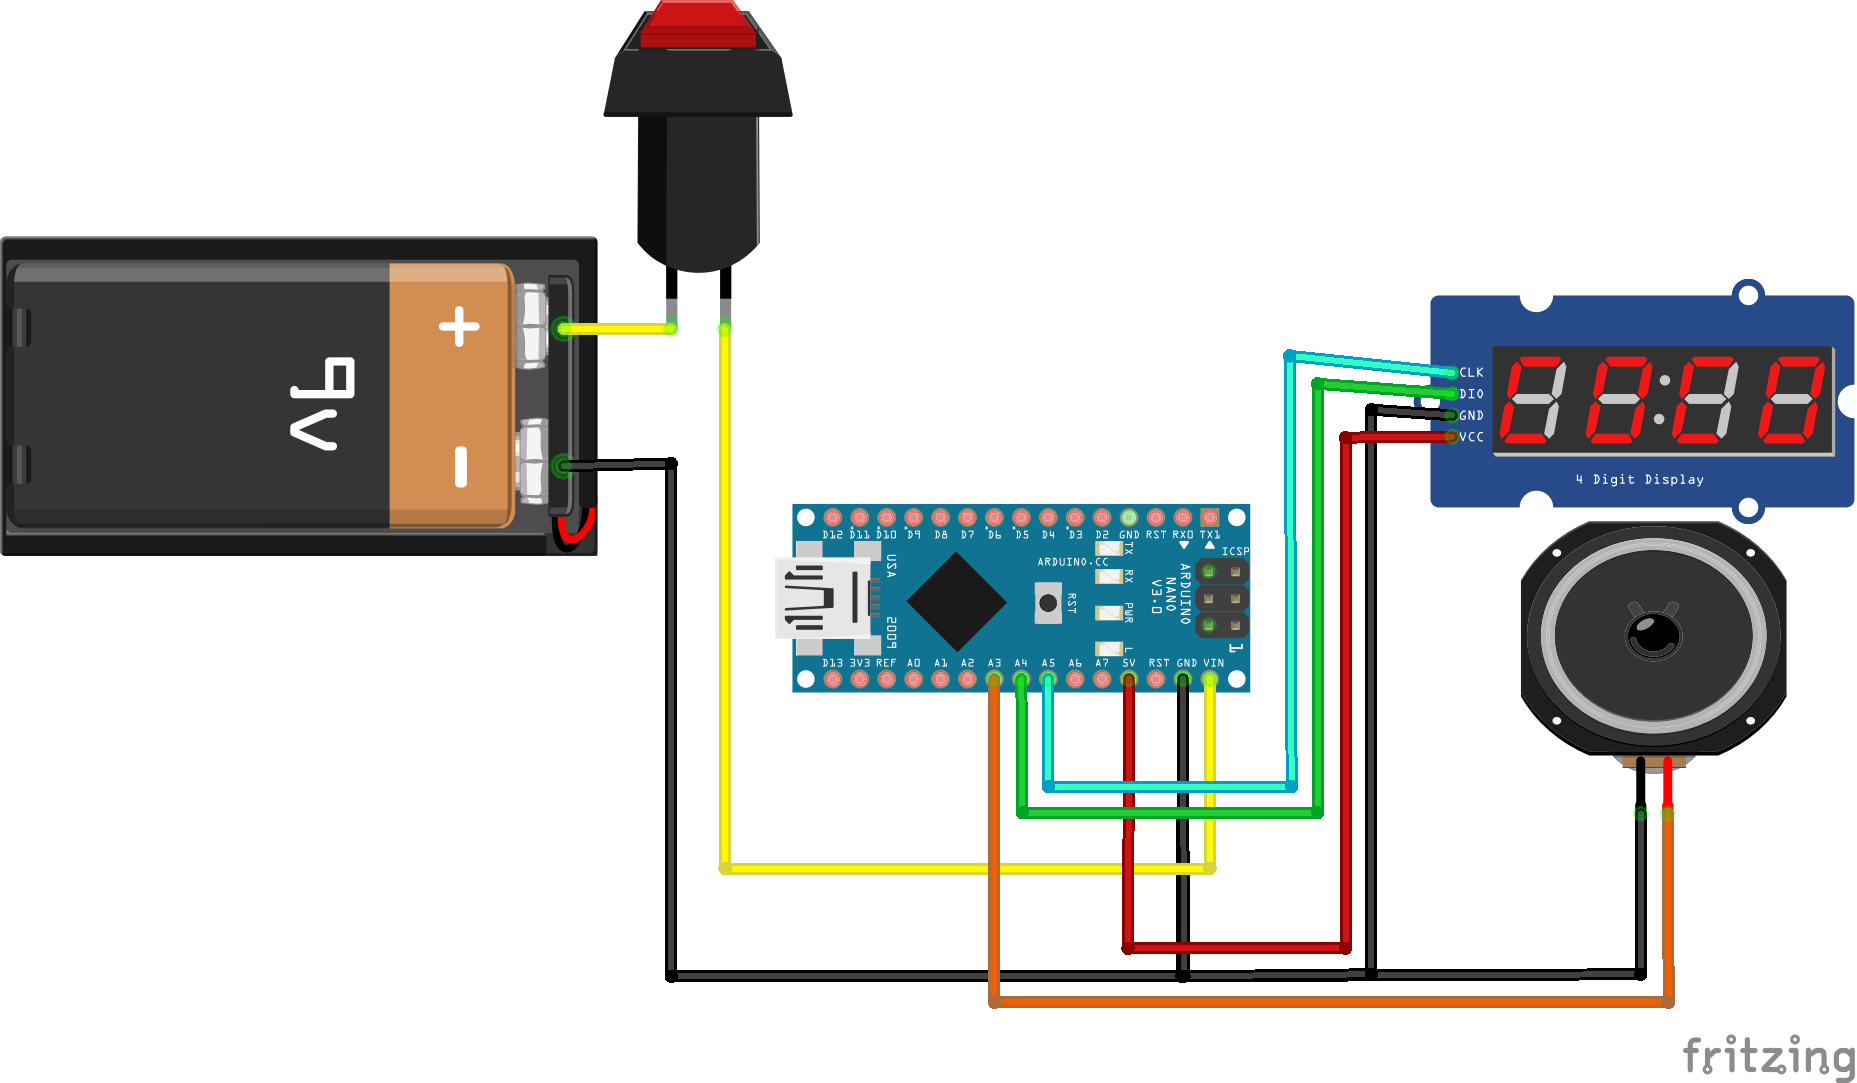 +
9V
-
CLK
DIO
GND
VCC
4 Digit Display
D12 D11 D10 D9 D8 D7 D6 D5 D4 D3 D2 GND RST RX0 TX1
TX
RX
PWR
L
ARDUINO.CC
ICSP
RST
ARDUINO
NANO
V3.0
USA
2009
1
D13 3V3 REF A0 A1 A2 A3 A4 A5 A6 A7 5V RST GND VIN
fritzing